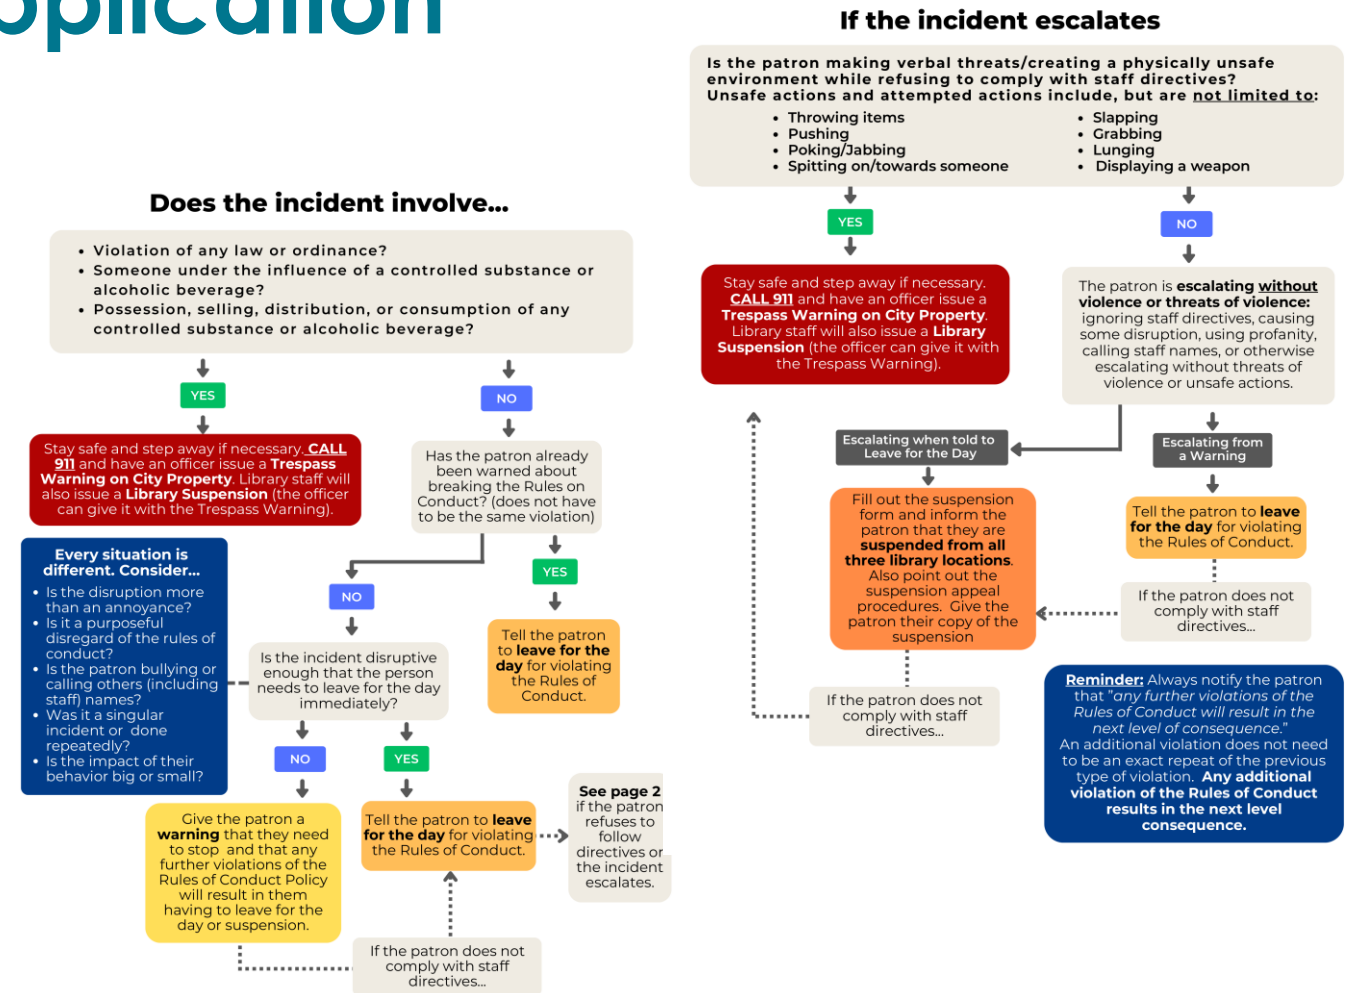 pplication
Does the incident involve...
• Violation of any law or ordinance?
• Someone under the influence of a controlled substance or
alcoholic beverage?
• Possession, selling, distribution, or consumption of any
controlled substance or alcoholic beverage?
YES
NO
Stay safe and step away if necessary. CALL
911 and have an officer issue a Trespass
Warning on City Property. Library staff will
also issue a Library Suspension (the officer
can give it with the Trespass Warning).
Has the patron already
been warned about
breaking the Rules on
Conduct? (does not have
to be the same violation)
NO
YES
Every situation is
different. Consider...
• Is the disruption more
than an annoyance?
• Is it a purposeful
disregard of the rules of
conduct?
• Is the patron bullying or
calling others (including
staff) names?
• Was it a singular
incident or done
repeatedly?
• Is the impact of their
behavior big or small?
Is the incident disruptive
enough that the person
needs to leave for the day
immediately?
Tell the patron
to leave for the
day for violating
the Rules of
Conduct.
NO
YES
Give the patron a
warning that they need
to stop and that any
further violations of the
Rules of Conduct Policy
will result in them
having to leave for the
day or suspension.
Tell the patron to leave
for the day for violating
the Rules of Conduct.
See page 2
if the patron
refuses to
follow
directives or
the incident
escalates.
If the patron does not
comply with staff
directives...
If the incident escalates
Is the patron making verbal threats/creating a physically unsafe
environment while refusing to comply with staff directives?
Unsafe actions and attempted actions include, but are not limited to:
• Throwing items
• Pushing
• Poking/Jabbing
• Spitting on/towards someone
• Slapping
• Grabbing
• Lunging
• Displaying a weapon
YES
NO
Stay safe and step away if necessary.
CALL 911 and have an officer issue a
Trespass Warning on City Property.
Library staff will also issue a Library
Suspension (the officer can give it with
the Trespass Warning).
The patron is escalating without
violence or threats of violence:
ignoring staff directives, causing
some disruption, using profanity,
calling staff names, or otherwise
escalating without threats of
violence or unsafe actions.
Escalating when told to
Leave for the Day
Escalating from
a Warning
Fill out the suspension
form and inform the
patron that they are
suspended from all
three library locations.
Also point out the
suspension appeal
procedures. Give the
patron their copy of the
suspension
Tell the patron to leave
for the day for violating
the Rules of Conduct.
If the patron does not
comply with staff
directives...
If the patron does not
comply with staff
directives...
Reminder: Always notify the patron
that "any further violations of the
Rules of Conduct will result in the
next level of consequence."
An additional violation does not need
to be an exact repeat of the previous
type of violation. Any additional
violation of the Rules of Conduct
results in the next level
consequence.